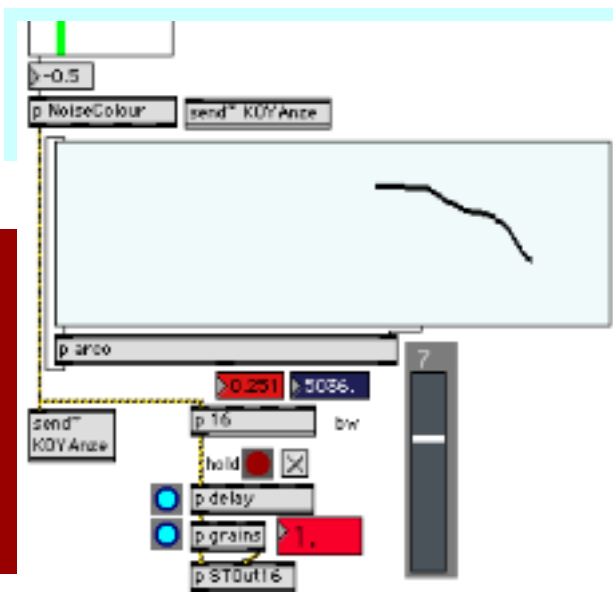 -0.5
p NoiseColour
send~ KOYAnze
p arco
7
0.251
5036.
send~
KOYAnze
p 16
bw
hold
p delay
p grains
1.
p STOut16